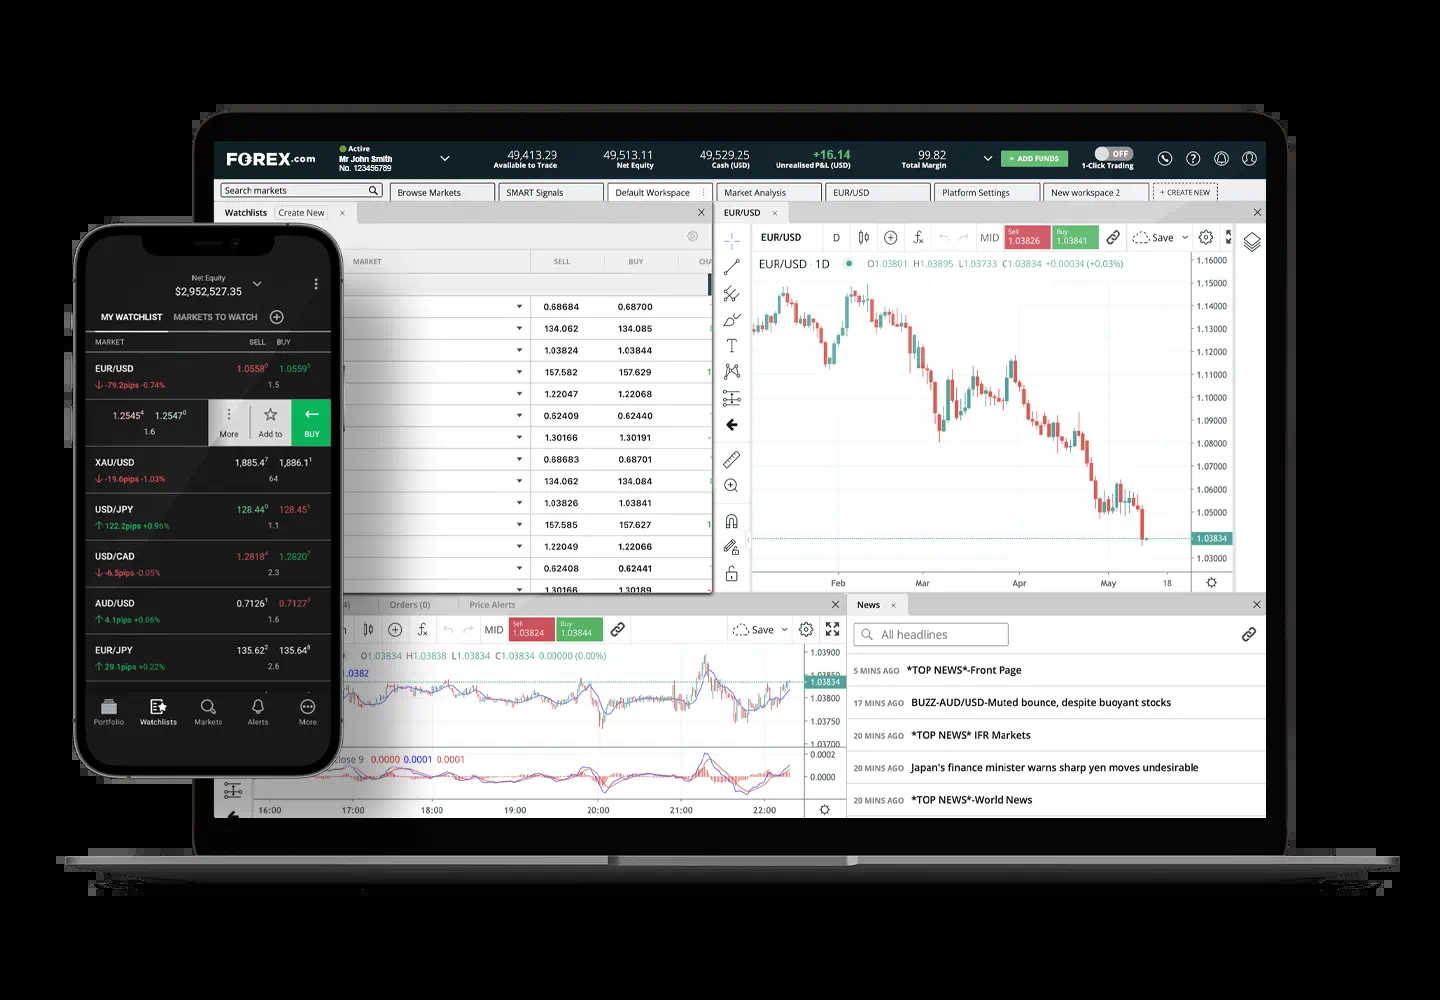 FOREX.com
Active
Mr John Smith
No. 123456789
49,413.29
Available to Trade
49,513.11
Net Equity
49,529.25
Cash (USD)
+16.14
Unrealised P&L (USD)
99.82
Total Margin
+ ADD FUNDS
OFF
1-Click Trading
Search markets
Browse Markets
SMART Signals
Default Workspace
Market Analysis
EUR/USD
Platform Settings
New workspace 2
+ CREATE NEW
Watchlists
Create New
MARKET SELL BUY CHA
0.68684 0.68700
134.062 134.085
1.03824 1.03844
157.582 157.629
1.22047 1.22068
0.62409 0.62440
1.30166 1.30191
0.68683 0.68701
134.062 134.084
1.03826 1.03841
157.585 157.627
1.22049 1.22066
0.62408 0.62441
1.30166 1.30189
EUR/USD
EUR/USD D MID
Sell
1.03826
Buy
1.03841
Save
EUR/USD 1D O1.03801 H1.03895 L1.03733 C1.03834 +0.00034 (+0.03%)
1.16000
1.15000
1.14000
1.13000
1.12000
1.11000
1.10000
1.09000
1.08000
1.07000
1.06000
1.05000
1.03834
1.03000
Feb Mar Apr May 18
4) Orders (0) Price Alerts
MID
Sell
1.03824
Buy
1.03844
Save
O1.03834 H1.03838 L1.03834 C1.03834 0.00000 (0.00%)
1.0382
1.03900
1.03850
1.03834
1.03800
1.03750
1.03700
close 9 0.0000 0.0001 0.0001
0.0002
0.0000
16:00 17:00 18:00 19:00 20:00 21:00 22:00
News
All headlines
5 MINS AGO *TOP NEWS*-Front Page
17 MINS AGO BUZZ-AUD/USD-Muted bounce, despite buoyant stocks
20 MINS AGO *TOP NEWS* IFR Markets
20 MINS AGO Japan's finance minister warns sharp yen moves undesirable
20 MINS AGO *TOP NEWS*-World News
Net Equity
$2,952,527.35
MY WATCHLIST MARKETS TO WATCH
MARKET SELL BUY
EUR/USD 1.0558⁰ 1.0559⁵
-79.2pips -0.74% 1.5
1.2545⁴ 1.2547⁰
1.6
More
Add to
BUY
XAU/USD 1,885.4⁷ 1,886.1¹
-19.6pips -1.03% 64
USD/JPY 128.44⁰ 128.45¹
122.2pips +0.96% 1.1
USD/CAD 1.2818⁴ 1.2820⁷
-6.5pips -0.05% 2.3
AUD/USD 0.7126¹ 0.7127⁷
4.1pips +0.06% 1.6
EUR/JPY 135.62² 135.64⁸
29.1pips +0.22% 2.6
Portfolio Watchlists Markets Alerts More